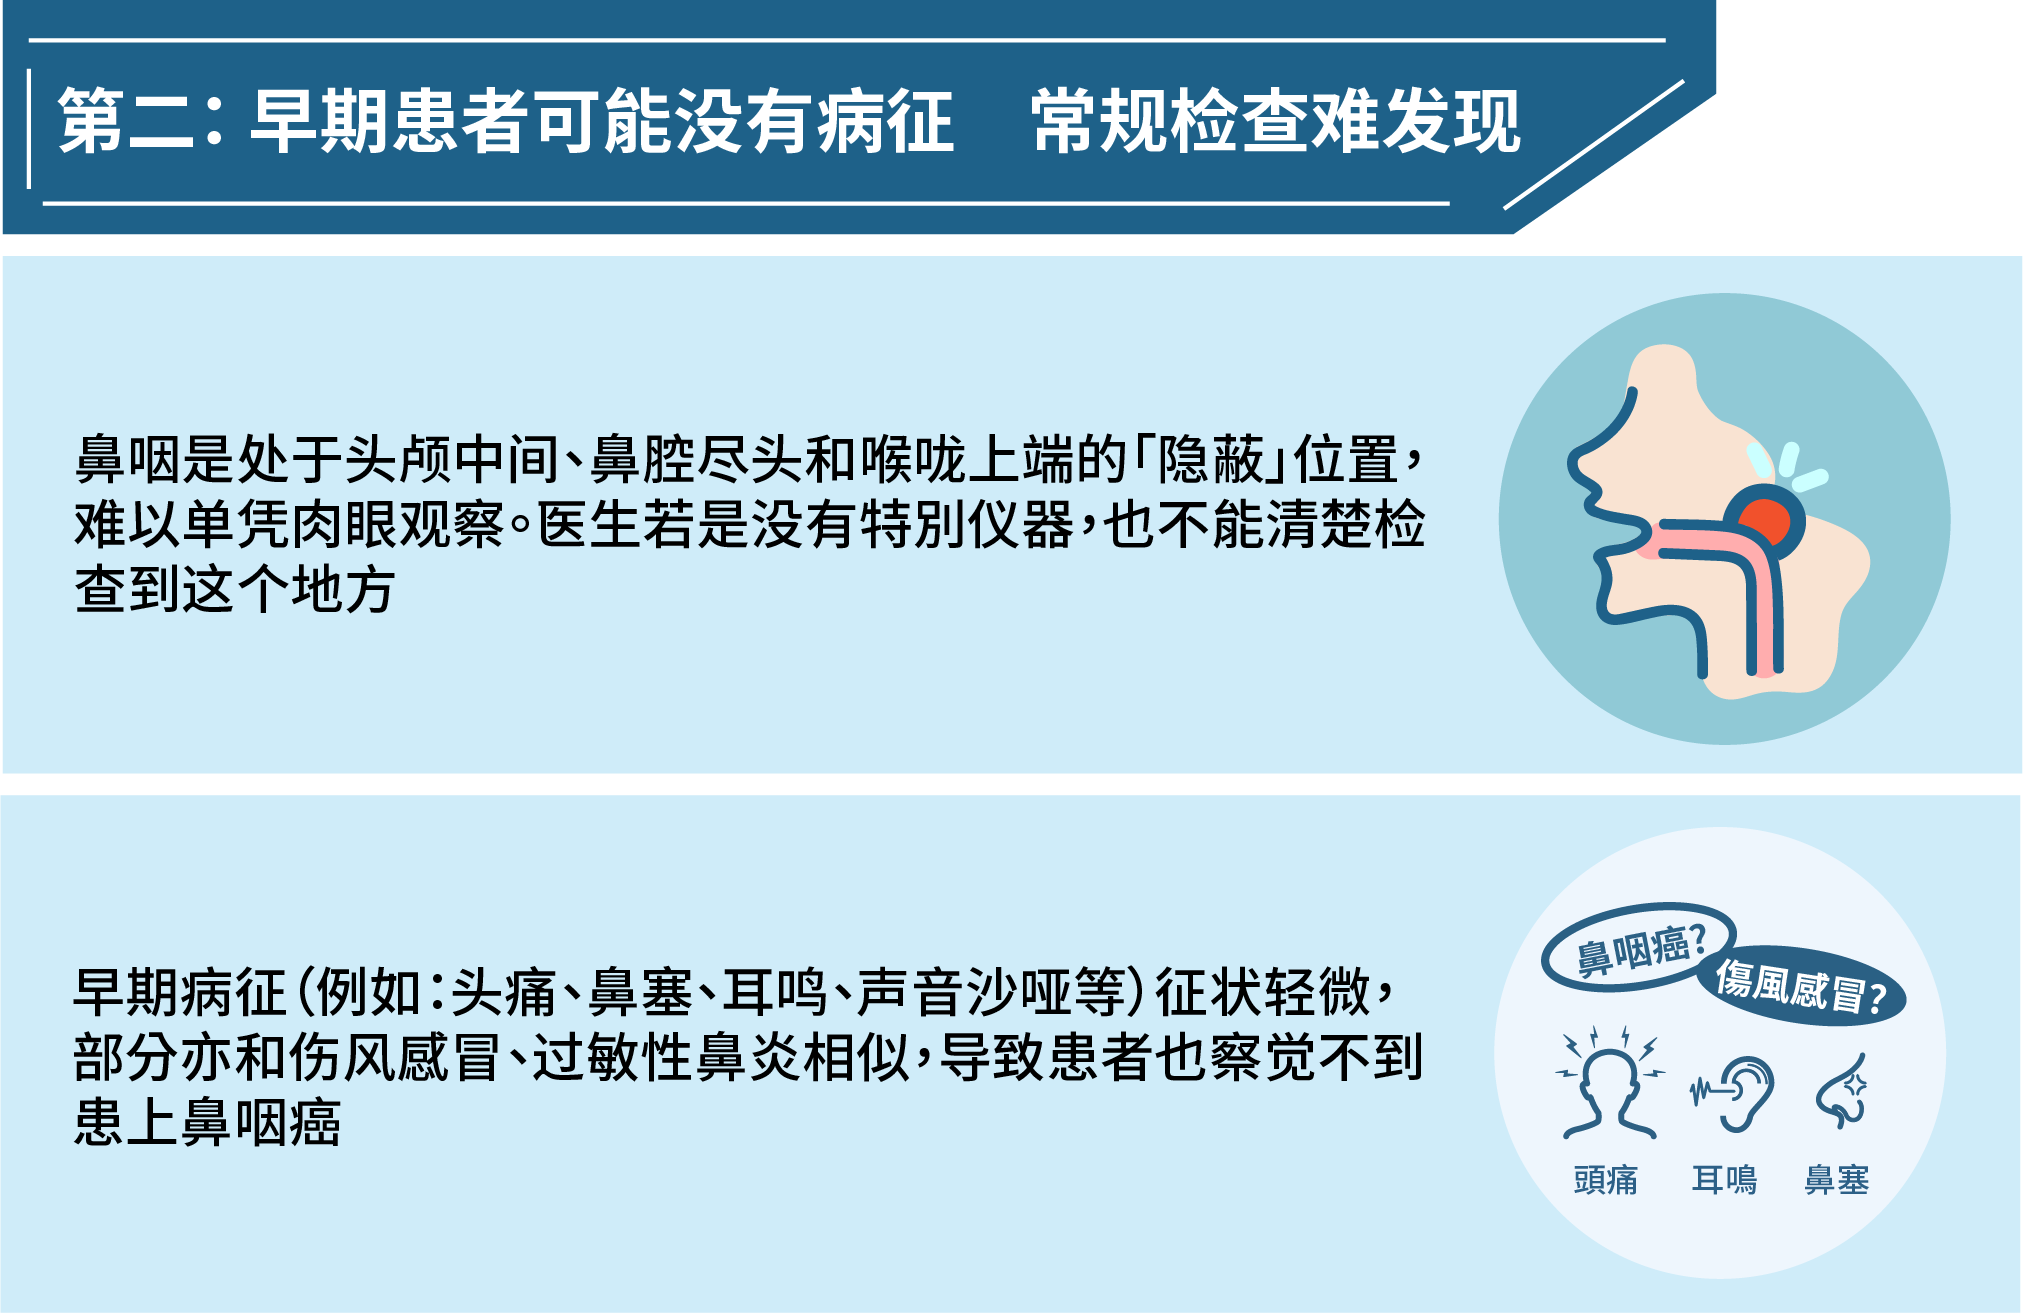 第二：早期患者可能没有病征　常规检查难发现
鼻咽是处于头颅中间、鼻腔尽头和喉咙上端的「隐蔽」位置，
难以单凭肉眼观察。医生若是没有特別仪器，也不能清楚检
查到这个地方
早期病征（例如：头痛、鼻塞、耳鸣、声音沙哑等）征状轻微，
部分亦和伤风感冒、过敏性鼻炎相似，导致患者也察觉不到
患上鼻咽癌
鼻咽癌?
傷風感冒?
頭痛
耳鳴
鼻塞